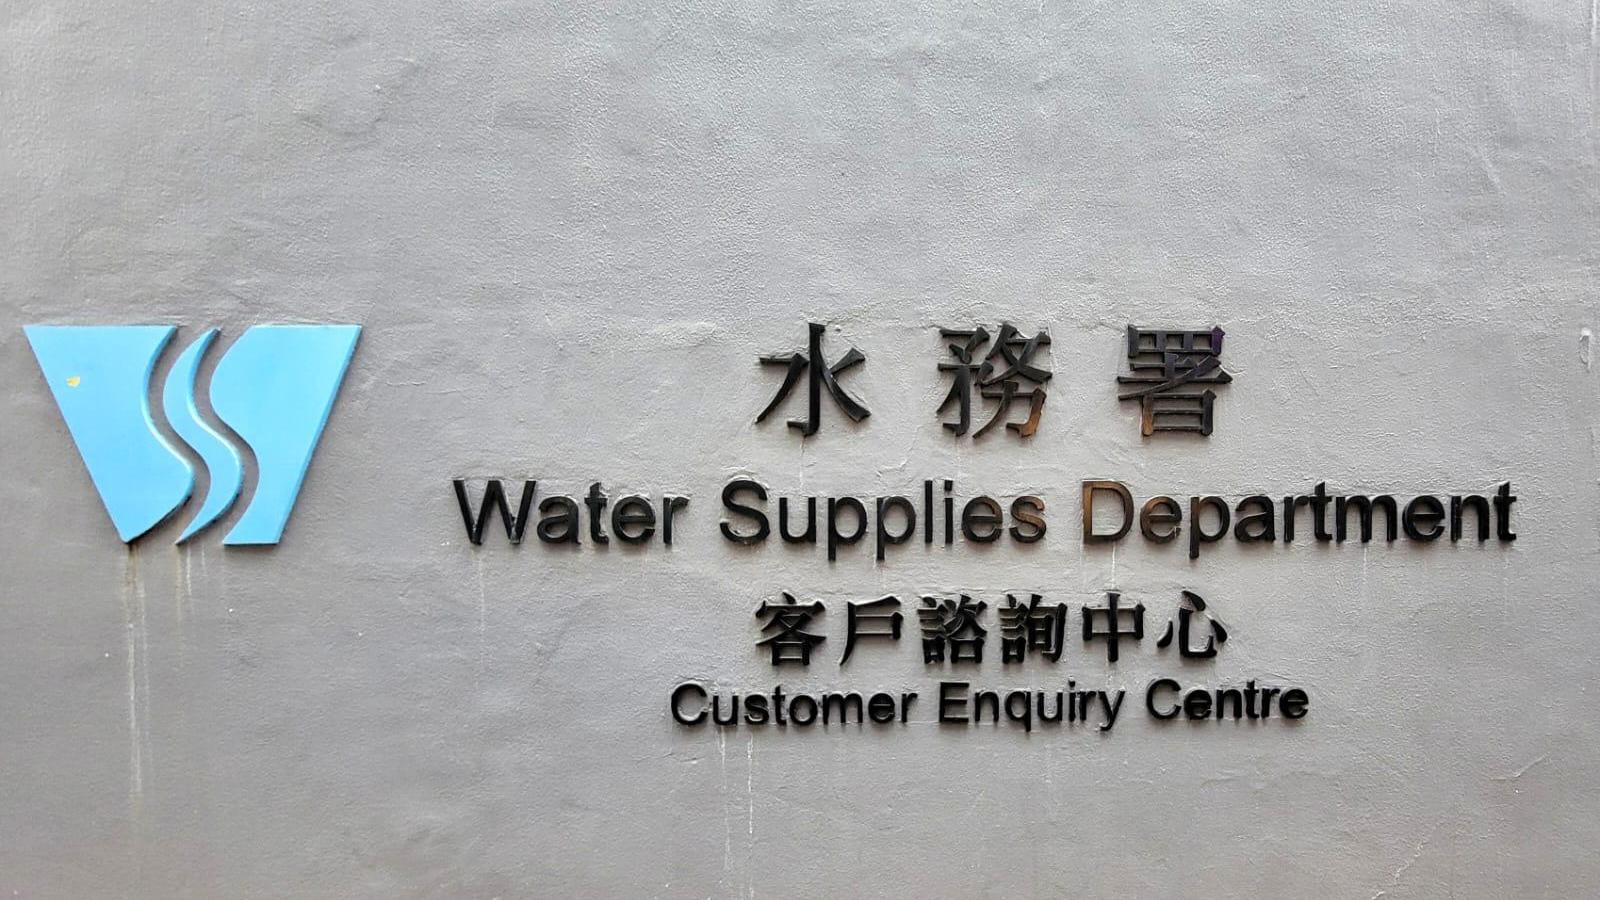 水務署
Water Supplies Department
客戶諮詢中心
Customer Enquiry Centre